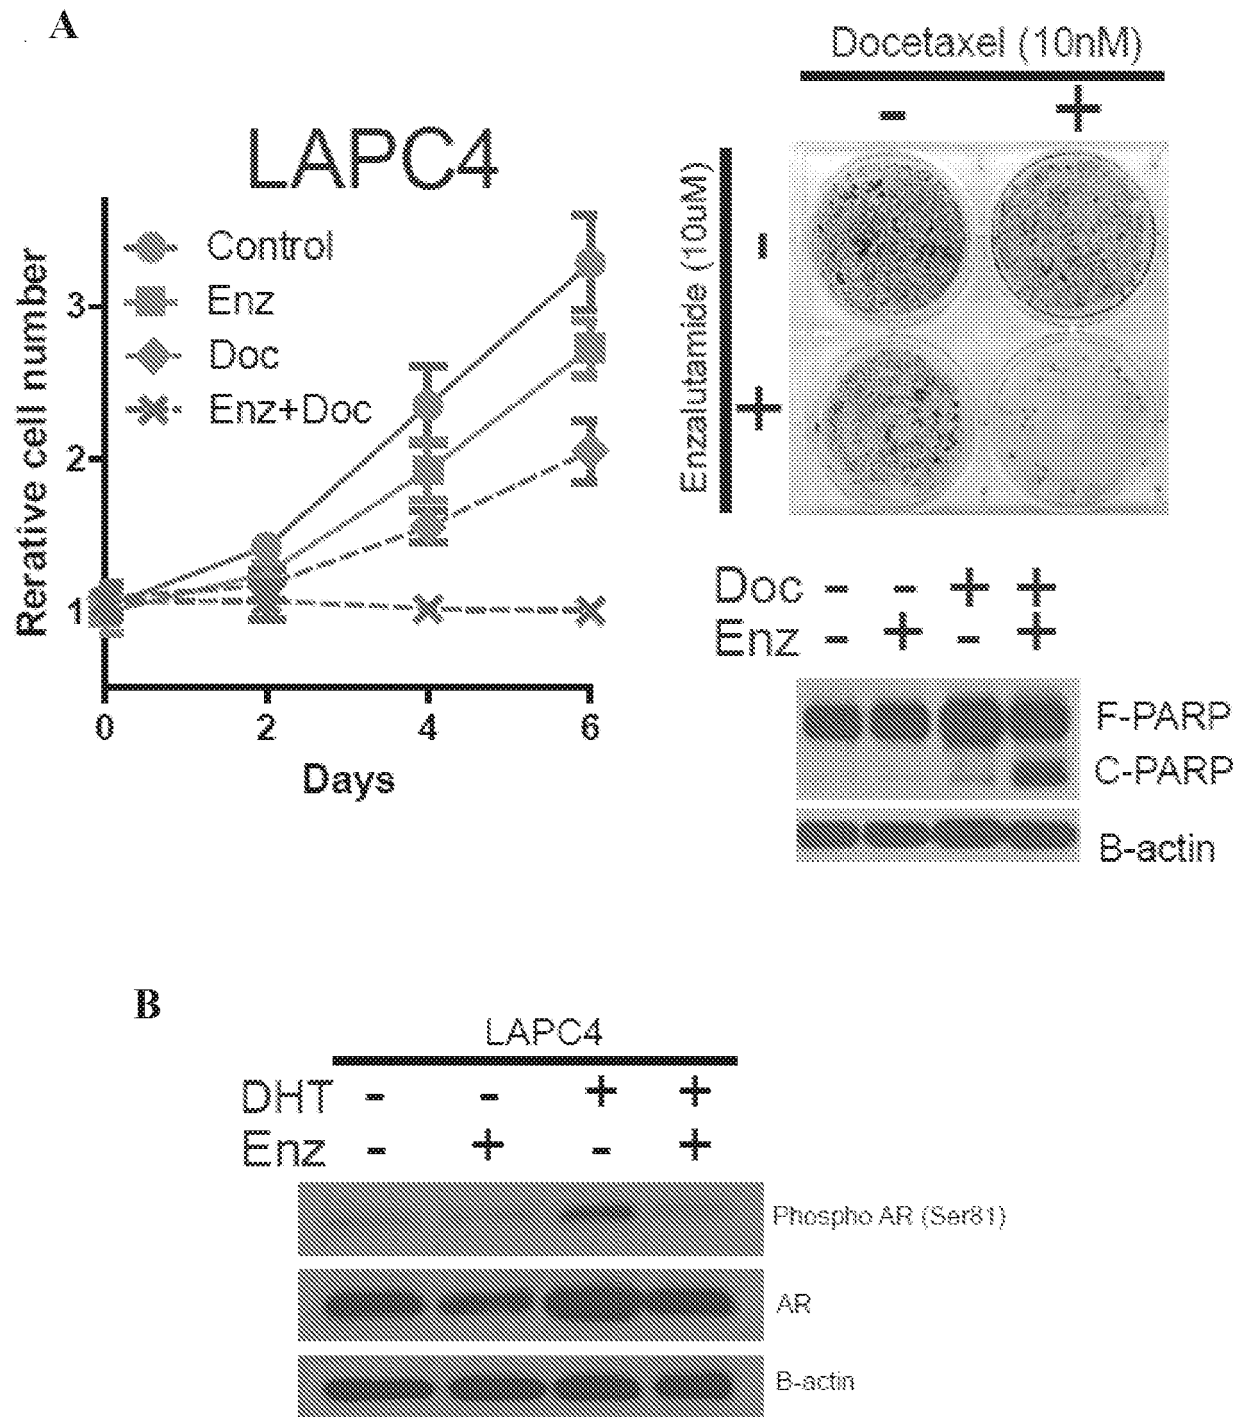 A
LAPC4
Control
Enz
Doc
Enz+Doc
Rerative cell number
3
2
1
0 2 4 6
Days
Docetaxel (10nM)
- +
Enzalutamide (10uM)
-
+
Doc - - + +
Enz - + - +
F-PARP
C-PARP
B-actin
B
LAPC4
DHT - - + +
Enz - + - +
Phospho AR (Ser81)
AR
B-actin